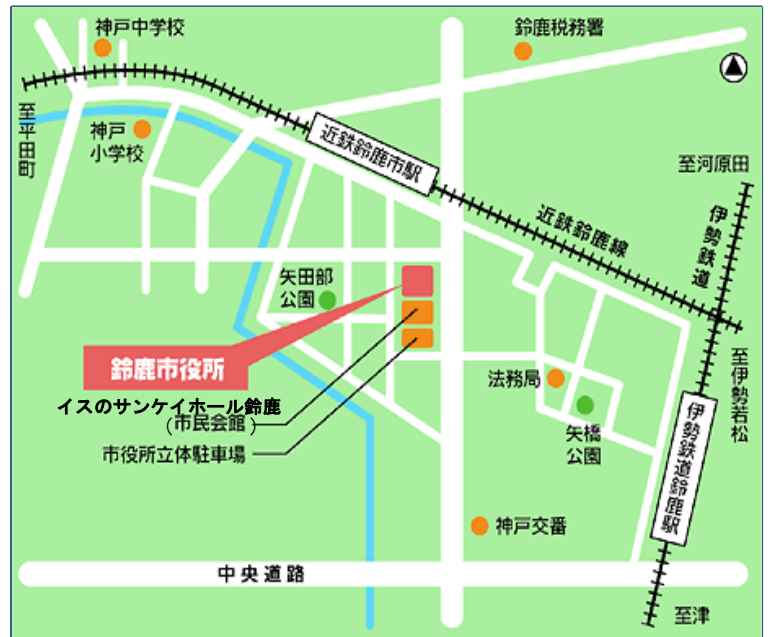 神戸中学校
鈴鹿税務署
至平田町
神戸
小学校
近鉄鈴鹿市駅
至河原田
伊勢鉄道
近鉄鈴鹿線
矢田部
公園
鈴鹿市役所
イスのサンケイホール鈴鹿
(市民会館)
市役所立体駐車場
法務局
矢橋
公園
至伊勢若松
伊勢鉄道鈴鹿駅
神戸交番
中央道路
至津